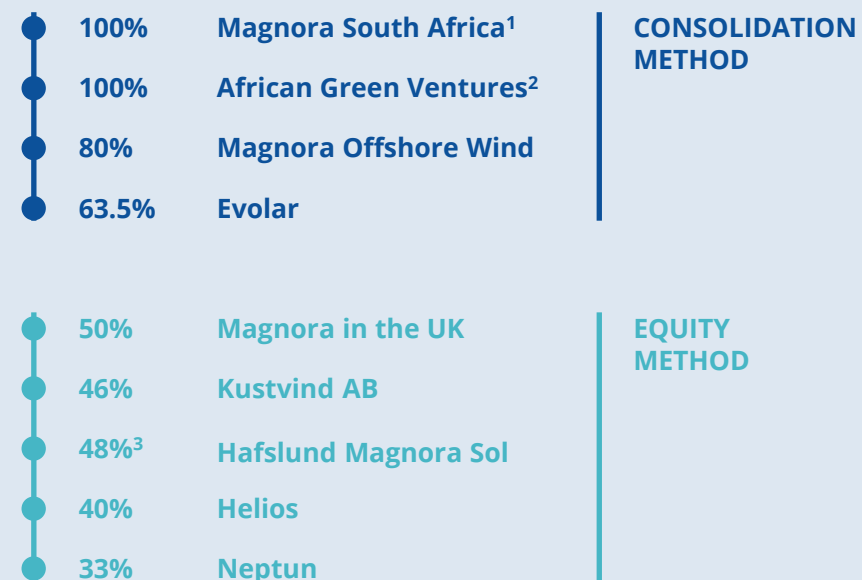 100% Magnora South Africa¹ CONSOLIDATION
METHOD
100% African Green Ventures²
80% Magnora Offshore Wind
63.5% Evolar
50% Magnora in the UK EQUITY
METHOD
46% Kustvind AB
48%³ Hafslund Magnora Sol
40% Helios
33% Neptun